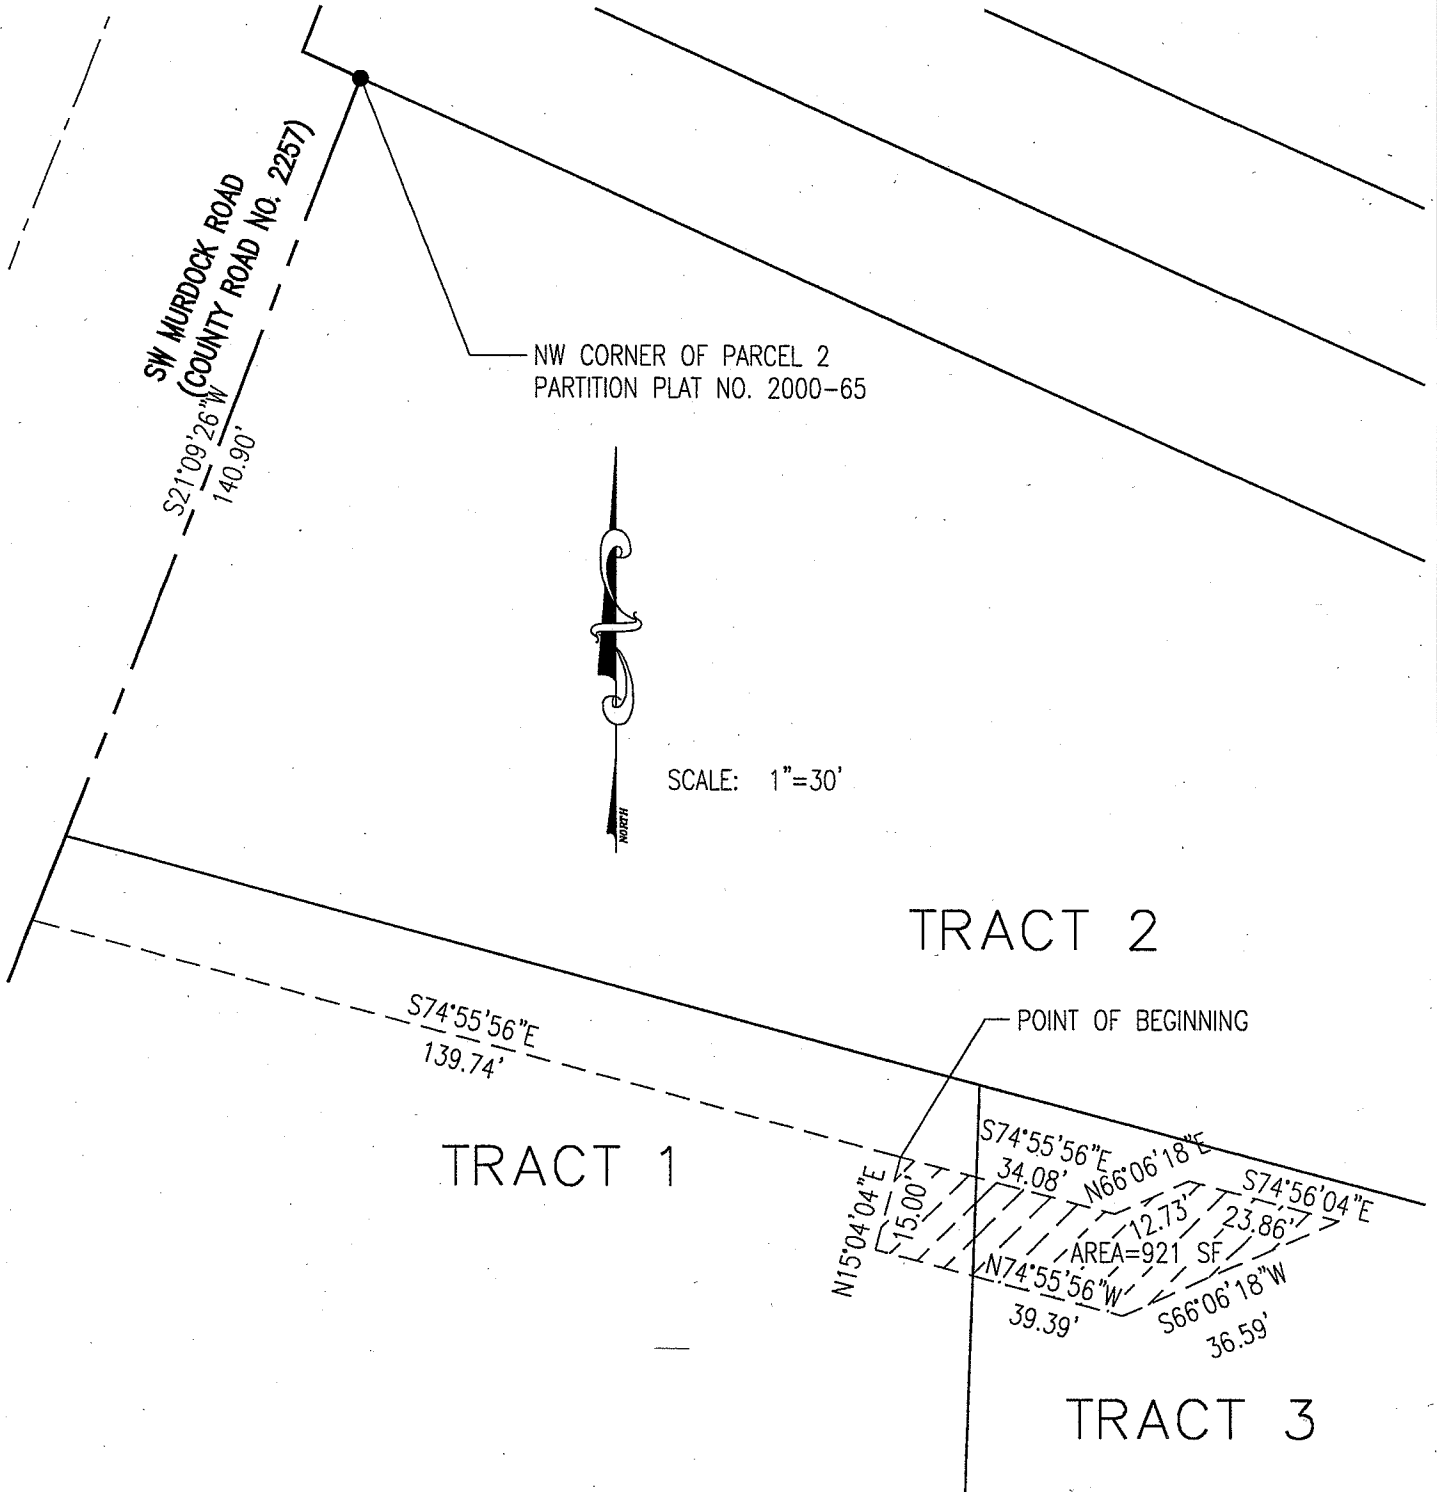 SW MURDOCK ROAD
(COUNTY ROAD NO. 2257)
S21°09'26"W
140.90'
NW CORNER OF PARCEL 2
PARTITION PLAT NO. 2000-65
NORTH
SCALE: 1"=30'
TRACT 2
S74°55'56"E
139.74'
POINT OF BEGINNING
TRACT 1
S74°55'56"E
34.08'
N66°06'18"E
12.73'
S74°56'04"E
23.86'
N15°04'04"E
15.00'
AREA=921 SF
N74°55'56"W
39.39'
S66°06'18"W
36.59'
TRACT 3